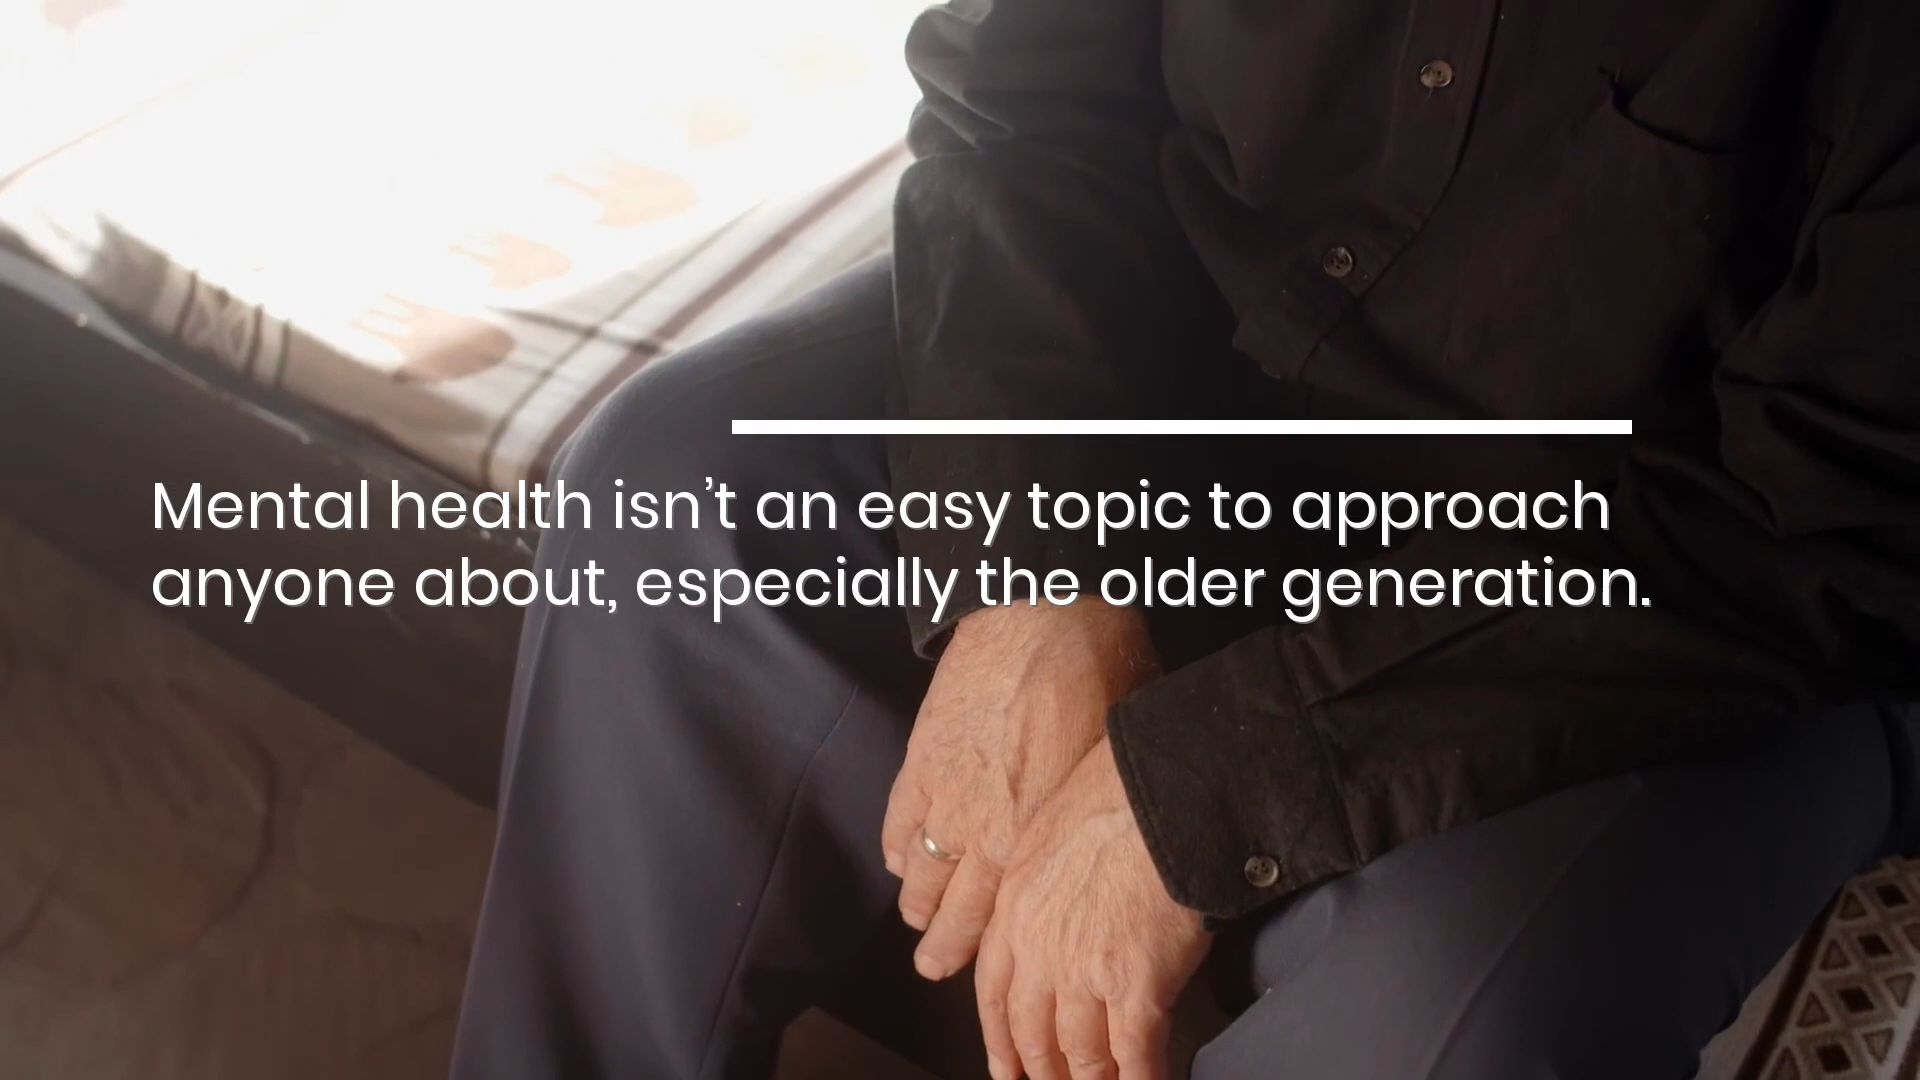 Mental health isn’t an easy topic to approach
anyone about, especially the older generation.